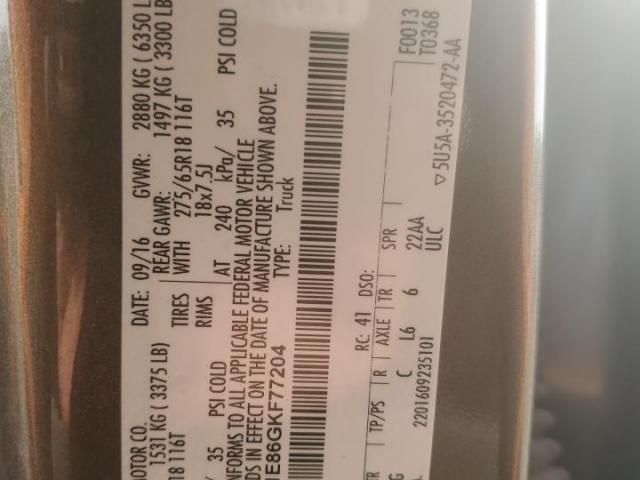 MOTOR CO.
DATE: 09/16 GVWR: 2880 KG ( 6350 L
1531 KG ( 3375 LB)
REAR GAWR: 1497 KG ( 3300 LB
18 116T TIRES WITH 275/65R18 116T
RIMS 18x7.5J
35 PSI COLD AT 240 kPa/ 35 PSI COLD
NFORMS TO ALL APPLICABLE FEDERAL MOTOR VEHICLE
DS IN EFFECT ON THE DATE OF MANUFACTURE SHOWN ABOVE.
E86GKF77204 TYPE: Truck
RC: 41 DSO: F0013
T0368
TP/PS R AXLE TR SPR
C L6 6 22AA
2201609235101 ULC
5U5A-3520472-AA